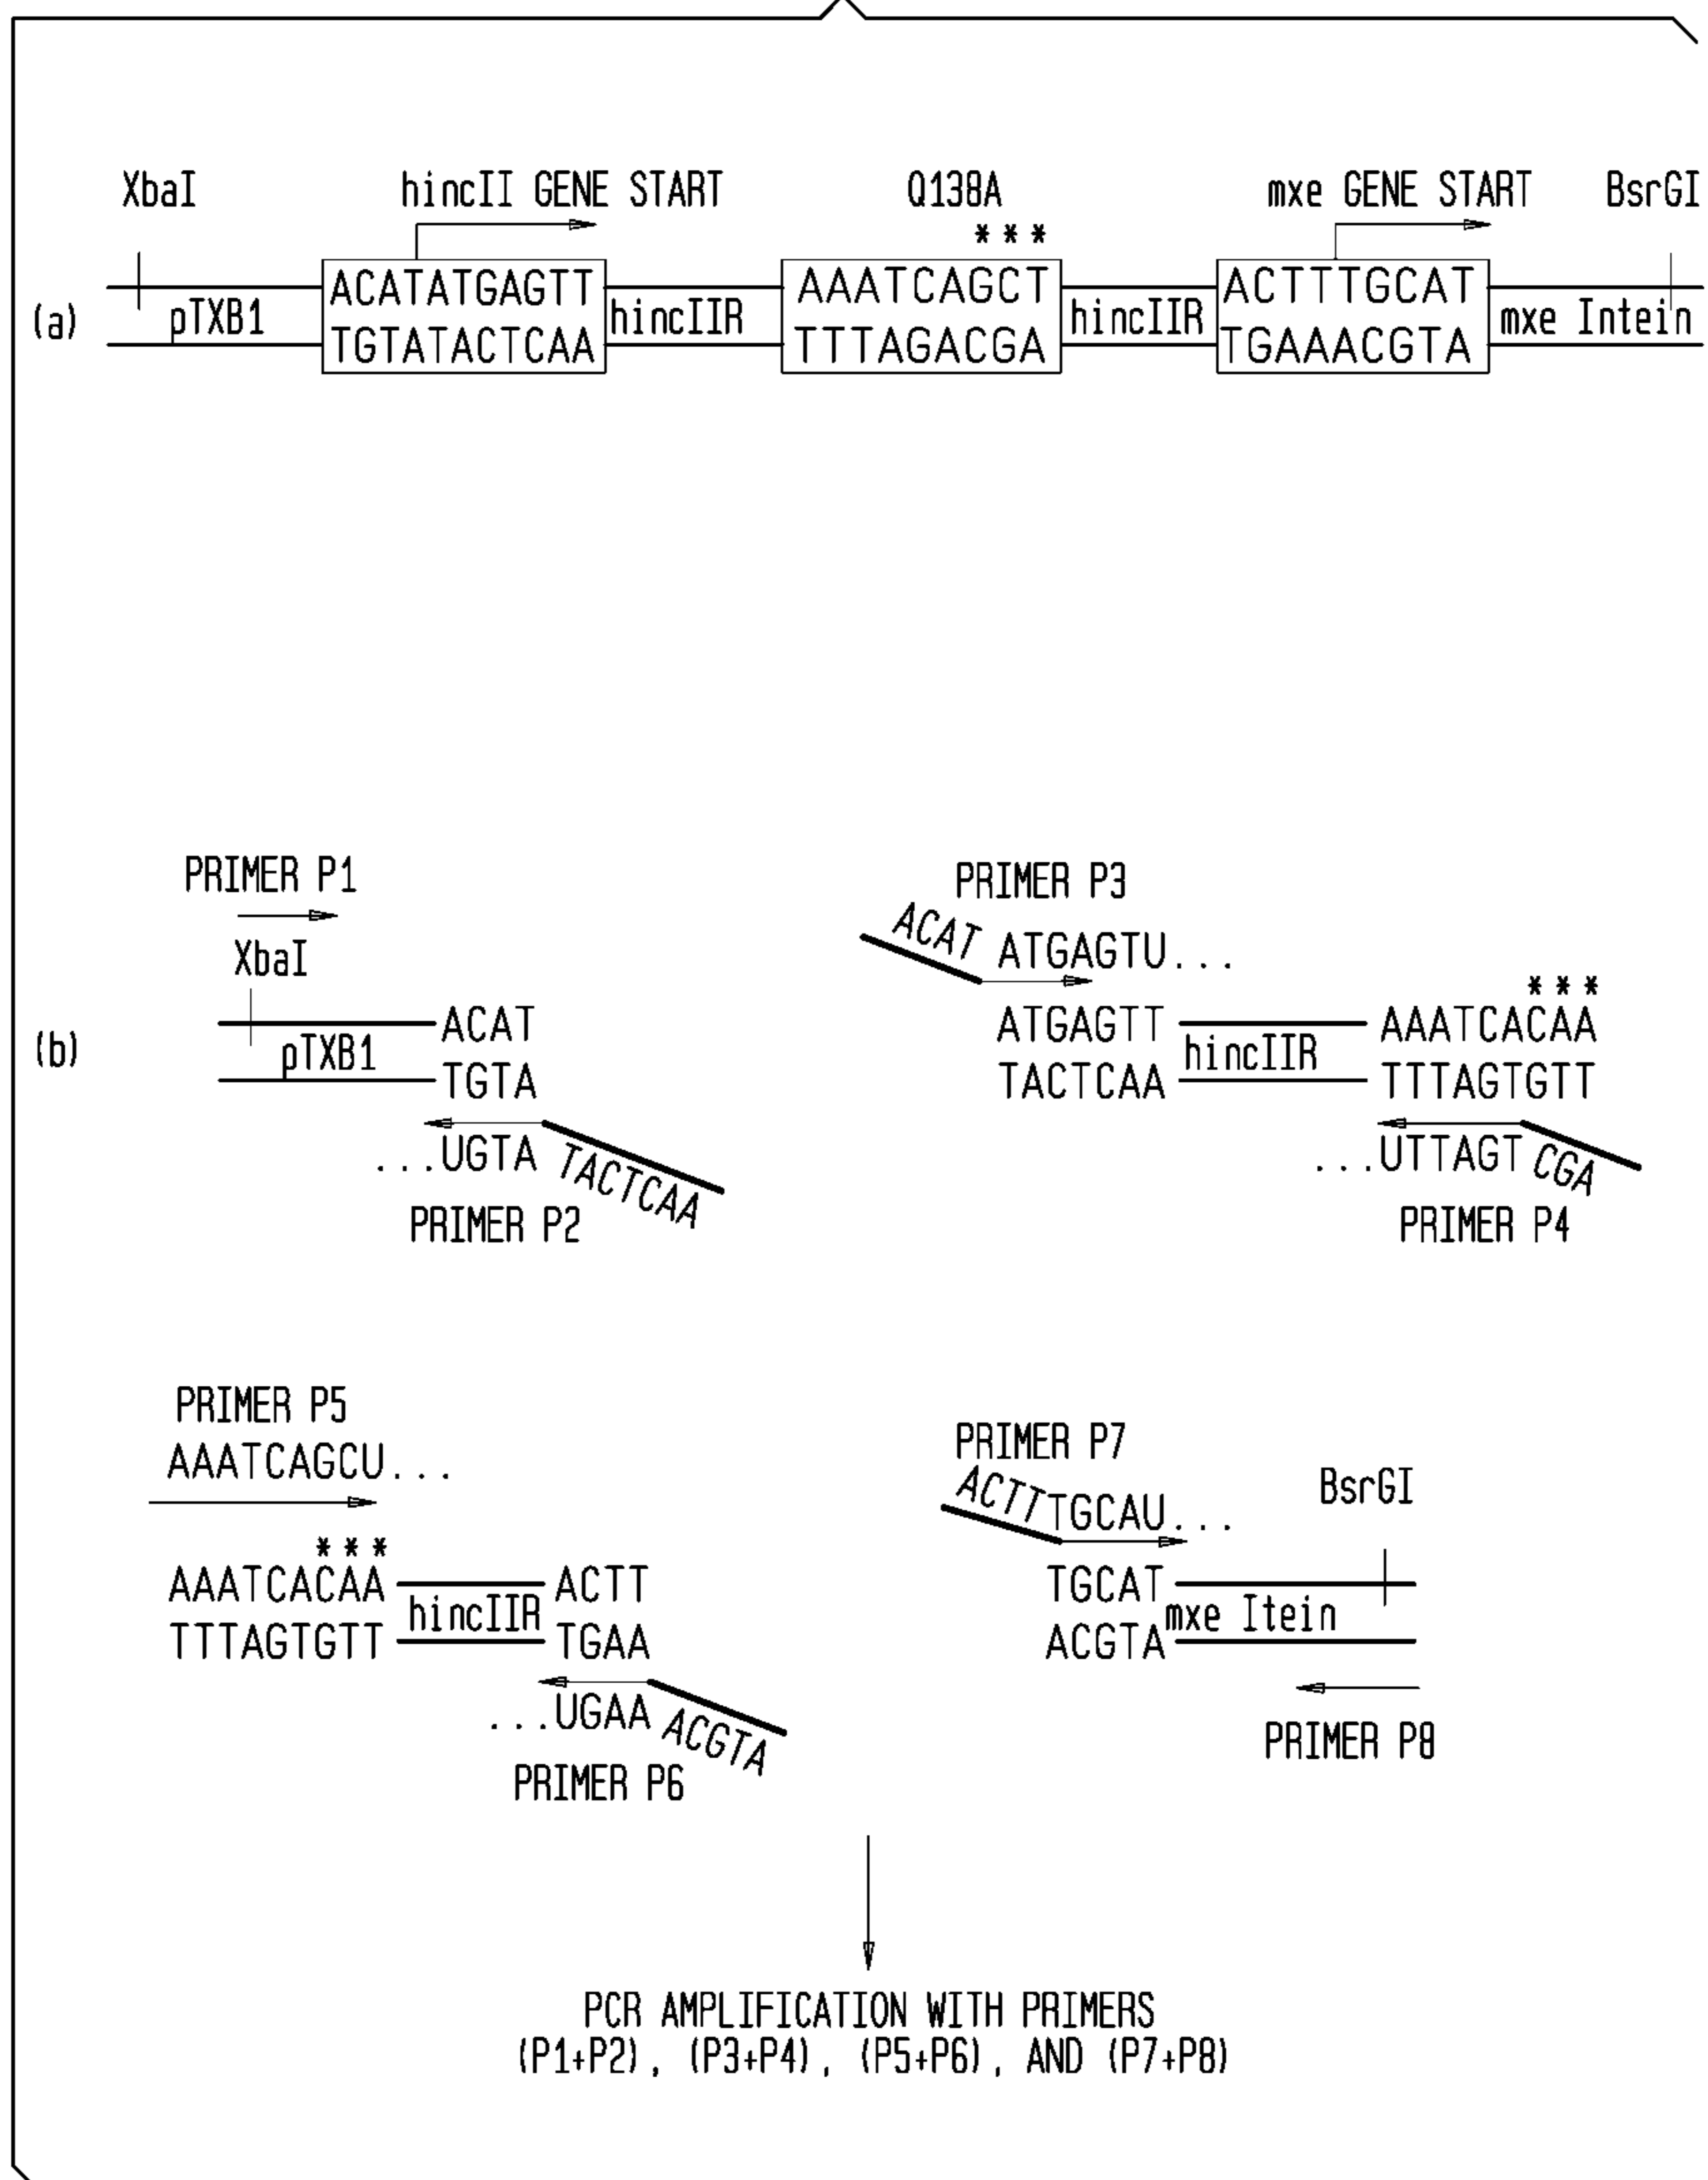 XbaI hincII GENE START Q138A mxe GENE START BsrGI
* * *
ACATATGAGTT AAATCAGCT ACTTTGCAT
(a) pTXB1 hincIIR hincIIR mxe Intein
TGTATACTCAA TTTAGACGA TGAAACGTA
PRIMER P1
XbaI
ACAT
(b) pTXB1
TGTA
...UGTA TACTCAA
PRIMER P2
PRIMER P3
ACAT ATGAGTU...
* * *
ATGAGTT AAATCACAA
hincIIR
TACTCAA TTTAGTGTT
...UTTAGT CGA
PRIMER P4
PRIMER P5
AAATCAGCU...
* * *
AAATCACAA ACTT
hincIIR
TTTAGTGTT TGAA
...UGAA ACGTA
PRIMER P6
PRIMER P7
ACTT TGCAU...
BsrGI
TGCAT
mxe Itein
ACGTA
PRIMER P8
PCR AMPLIFICATION WITH PRIMERS
(P1+P2), (P3+P4), (P5+P6), AND (P7+P8)